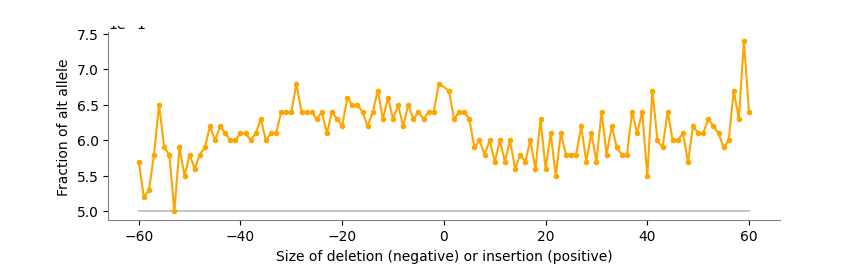 7.5
7.0
6.5
6.0
5.5
5.0
Fraction of alt allele
−60 −40 −20 0 20 40 60
Size of deletion (negative) or insertion (positive)